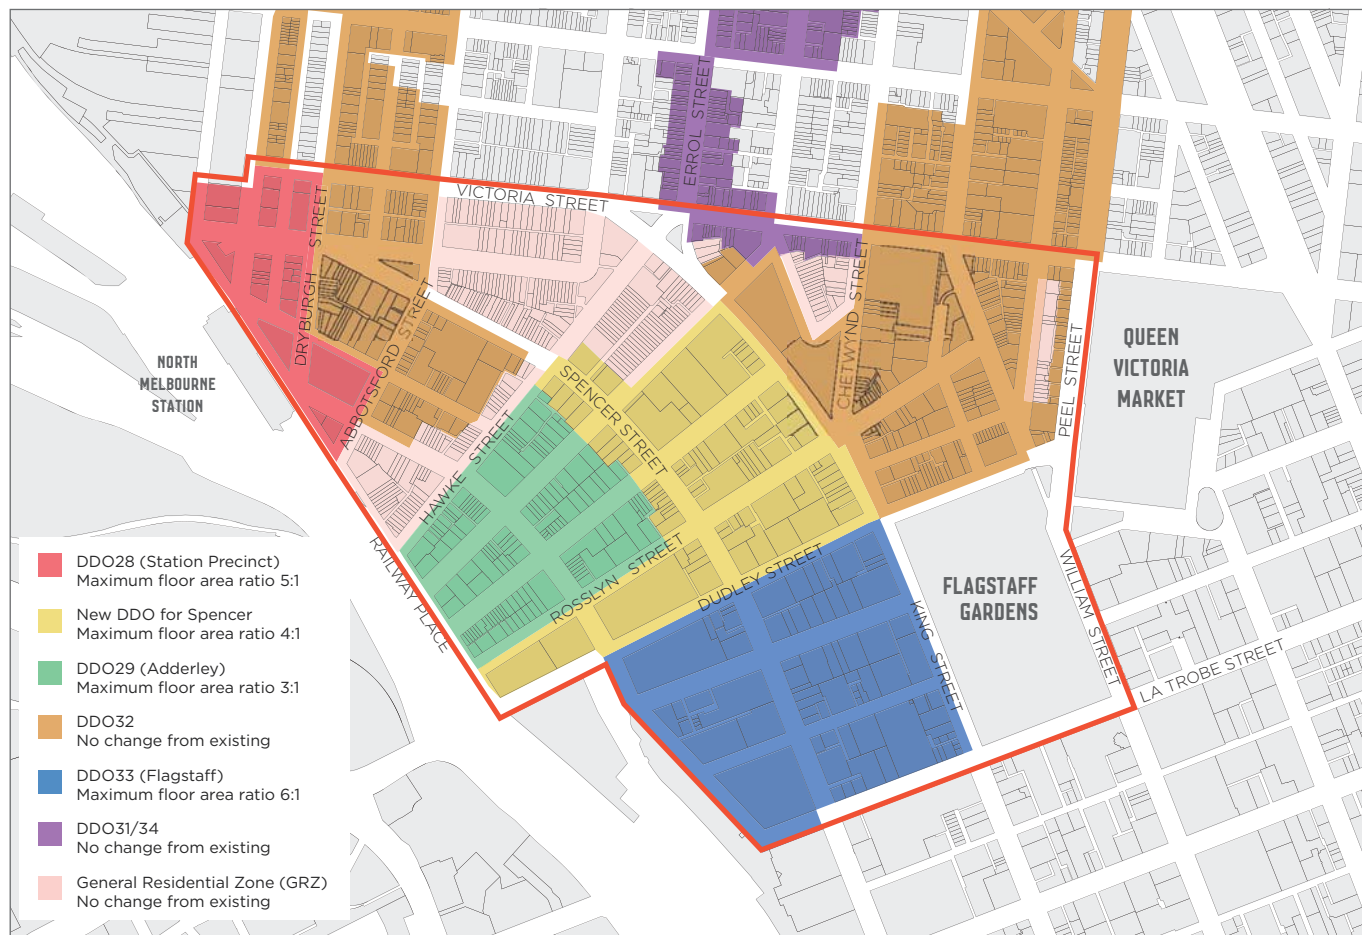 ERROL STREET
VICTORIA STREET
DRYBURGH STREET
ABBOTSFORD STREET
CHETWYND STREET
PEEL STREET
QUEEN
VICTORIA
MARKET
NORTH
MELBOURNE
STATION
SPENCER STREET
HAWKE STREET
RAILWAY PLACE
ROSSLYN STREET
DUDLEY STREET
KING STREET
FLAGSTAFF
GARDENS
WILLIAM STREET
LA TROBE STREET
DDO28 (Station Precinct)
Maximum floor area ratio 5:1
New DDO for Spencer
Maximum floor area ratio 4:1
DDO29 (Adderley)
Maximum floor area ratio 3:1
DDO32
No change from existing
DDO33 (Flagstaff)
Maximum floor area ratio 6:1
DDO31/34
No change from existing
General Residential Zone (GRZ)
No change from existing